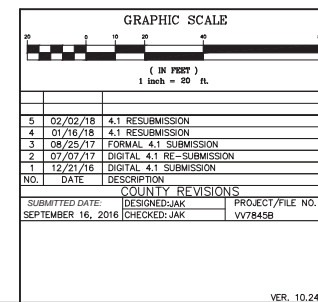 GRAPHIC SCALE
20 0 10 20 40
( IN FEET )
1 inch = 20 ft.
5 02/02/18 4.1 RESUBMISSION
4 01/16/18 4.1 RESUBMISSION
3 08/25/17 FORMAL 4.1 SUBMISSION
2 07/07/17 DIGITAL 4.1 RE-SUBMISSION
1 12/21/16 DIGITAL 4.1 SUBMISSION
NO. DATE DESCRIPTION
COUNTY REVISIONS
SUBMITTED DATE: DESIGNED:JAK PROJECT/FILE NO.
SEPTEMBER 16, 2016 CHECKED: JAK VV7845B
VER. 10.24